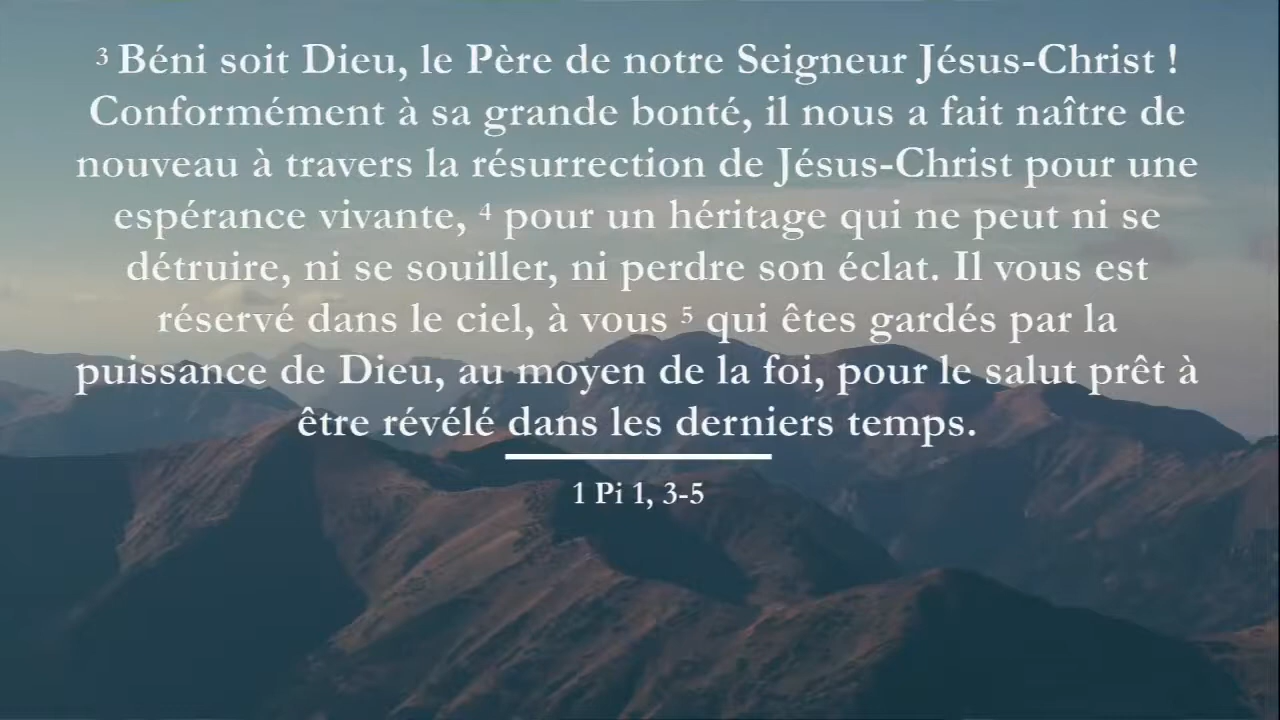 ³ Béni soit Dieu, le Père de notre Seigneur Jésus-Christ !
Conformément à sa grande bonté, il nous a fait naître de
nouveau à travers la résurrection de Jésus-Christ pour une
espérance vivante, ⁴ pour un héritage qui ne peut ni se
détruire, ni se souiller, ni perdre son éclat. Il vous est
réservé dans le ciel, à vous ⁵ qui êtes gardés par la
puissance de Dieu, au moyen de la foi, pour le salut prêt à
être révélé dans les derniers temps.
1 Pi 1, 3-5